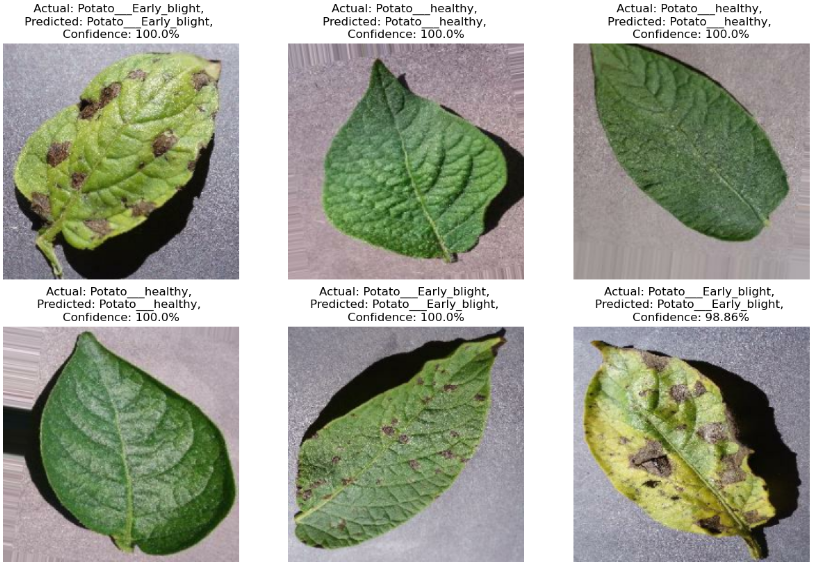 Actual: Potato___Early_blight,
Predicted: Potato___Early_blight,
Confidence: 100.0%
Actual: Potato___healthy,
Predicted: Potato___healthy,
Confidence: 100.0%
Actual: Potato___healthy,
Predicted: Potato___healthy,
Confidence: 100.0%
Actual: Potato___healthy,
Predicted: Potato___healthy,
Confidence: 100.0%
Actual: Potato___Early_blight,
Predicted: Potato___Early_blight,
Confidence: 100.0%
Actual: Potato___Early_blight,
Predicted: Potato___Early_blight,
Confidence: 98.86%